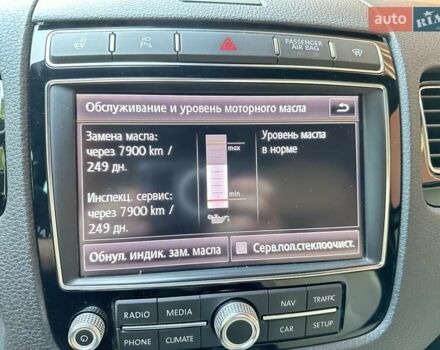 auto RIA
PASSENGER
AIR BAG
Обслуживание и уровень моторного масла
Замена масла:
через 7900 km /
249 дн.
Инспекц. сервис:
через 7900 km /
249 дн.
max
min
Уровень масла
в норме
Обнул. индик. зам. масла
Серв.пол.стеклоочист.
RADIO
MEDIA
PHONE
CLIMATE
NAV
TRAFFIC
CAR
SETUP